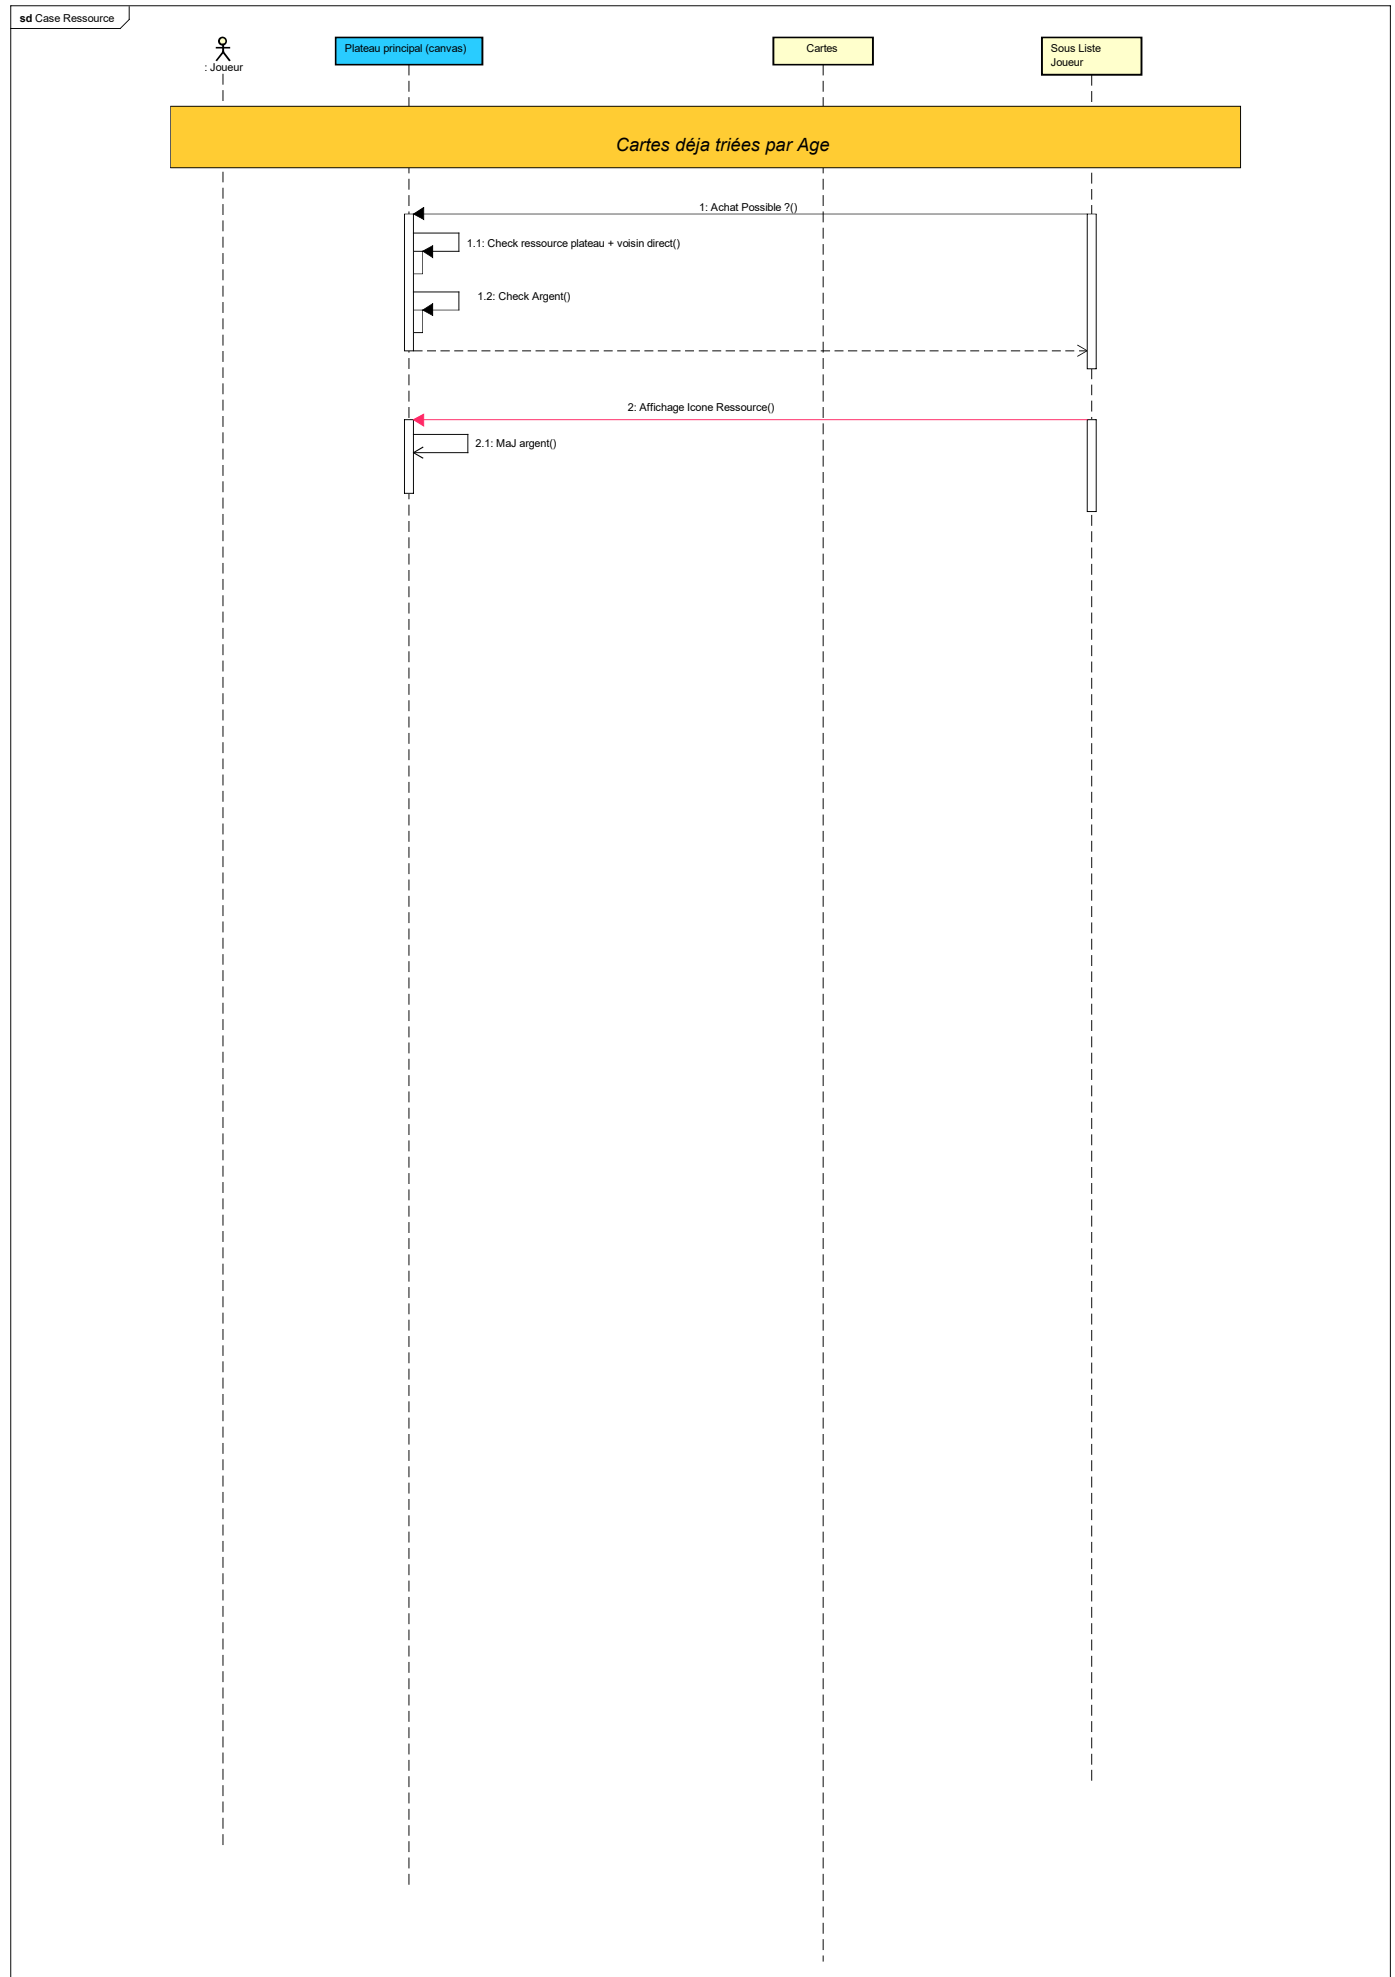 sd Case Ressource
: Joueur
Plateau principal (canvas)
Cartes
Sous Liste
Joueur
Cartes déja triées par Age
1: Achat Possible ?()
1.1: Check ressource plateau + voisin direct()
1.2: Check Argent()
2: Affichage Icone Ressource()
2.1: MaJ argent()